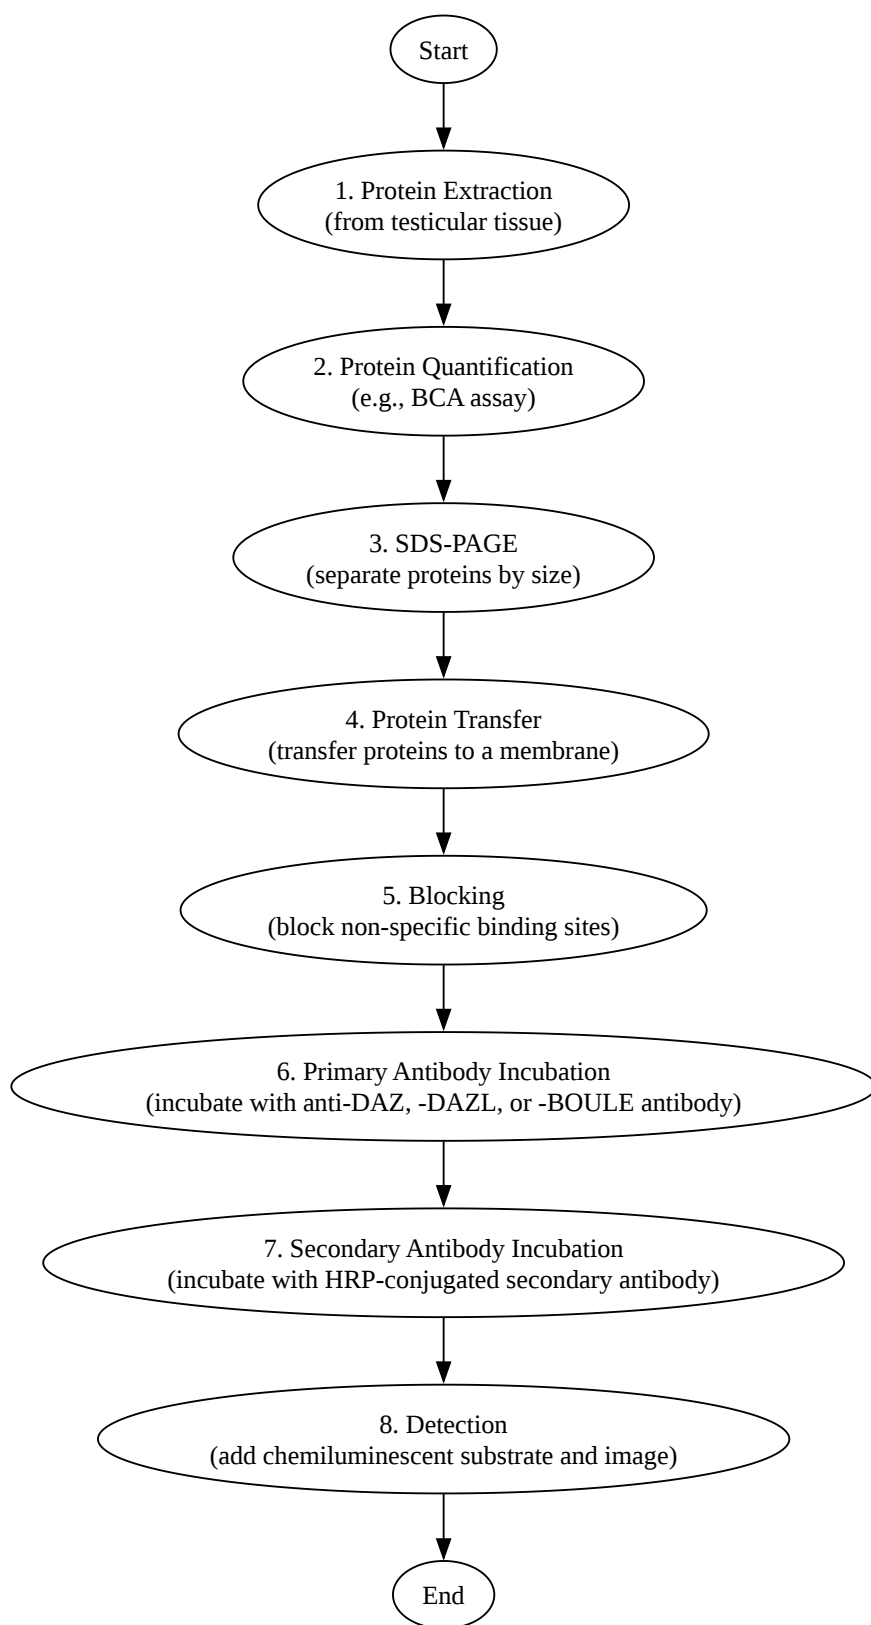 Start
1. Protein Extraction
(from testicular tissue)
2. Protein Quantification
(e.g., BCA assay)
3. SDS-PAGE
(separate proteins by size)
4. Protein Transfer
(transfer proteins to a membrane)
5. Blocking
(block non-specific binding sites)
6. Primary Antibody Incubation
(incubate with anti-DAZ, -DAZL, or -BOULE antibody)
7. Secondary Antibody Incubation
(incubate with HRP-conjugated secondary antibody)
8. Detection
(add chemiluminescent substrate and image)
End